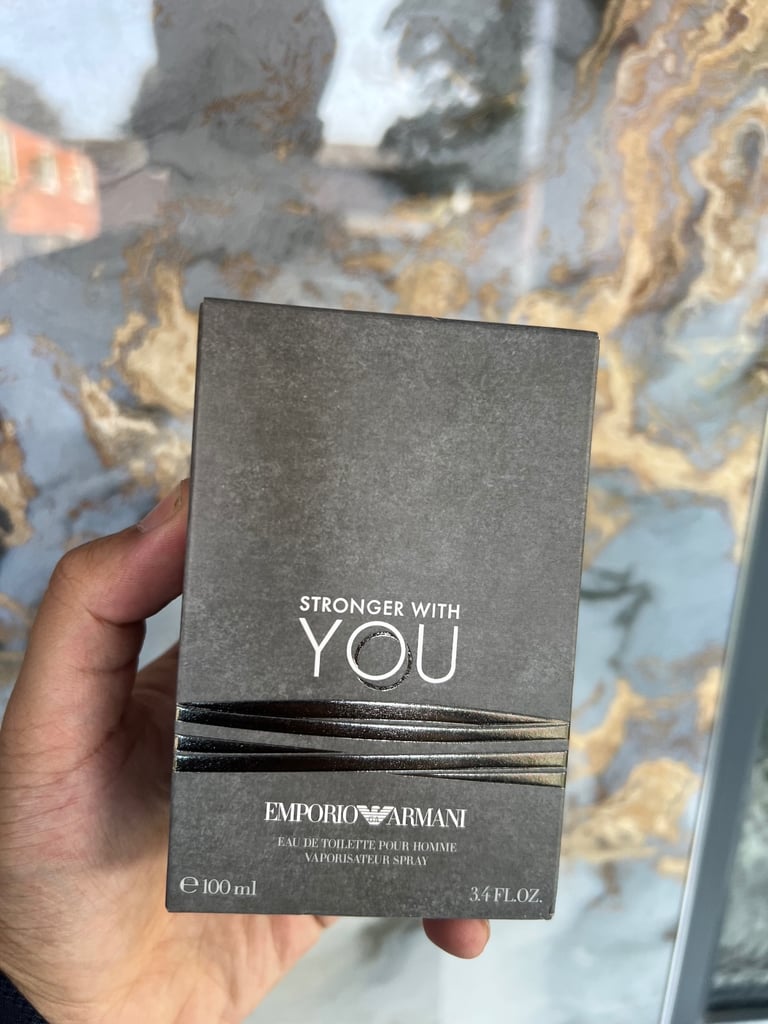 STRONGER WITH
YOU
EMPORIO ARMANI
EAU DE TOILETTE POUR HOMME
VAPORISATEUR SPRAY
e 100 ml 3.4 FL.OZ.